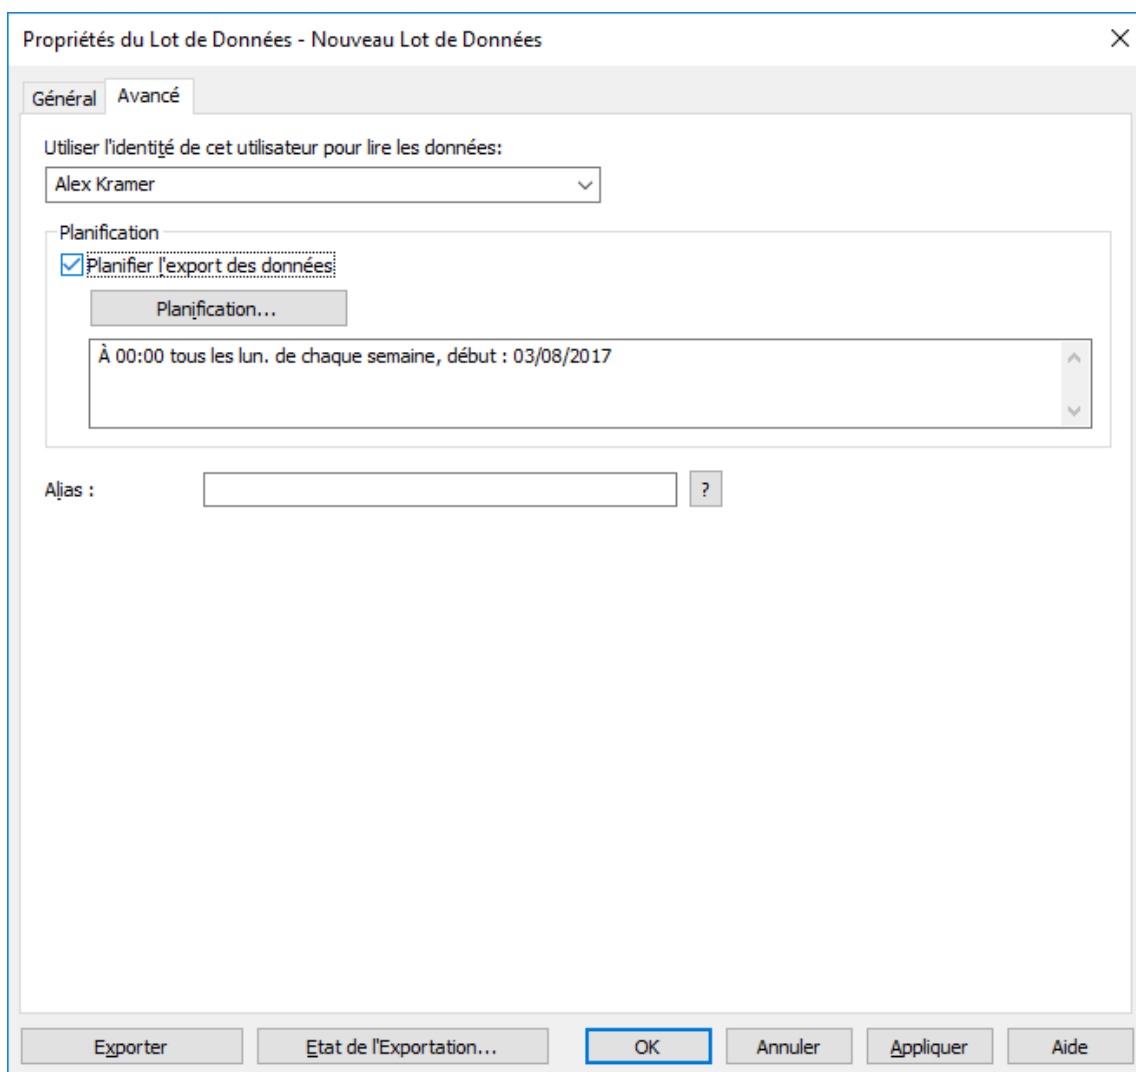 Propriétés du Lot de Données - Nouveau Lot de Données
Général Avancé
Utiliser l'identité de cet utilisateur pour lire les données:
Alex Kramer
Planification
Planifier l'export des données
Planification...
À 00:00 tous les lun. de chaque semaine, début : 03/08/2017
Alias :
?
Exporter Etat de l'Exportation... OK Annuler Appliquer Aide